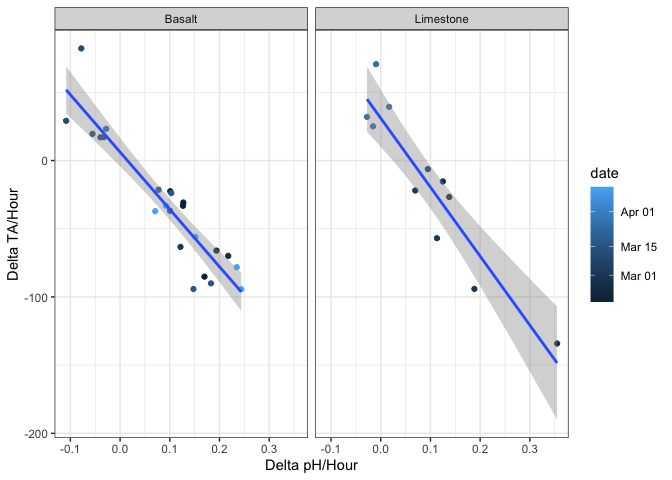 Basalt
Limestone
0
-100
-200
Delta TA/Hour
-0.1 0.0 0.1 0.2 0.3
-0.1 0.0 0.1 0.2 0.3
Delta pH/Hour
date
Apr 01
Mar 15
Mar 01